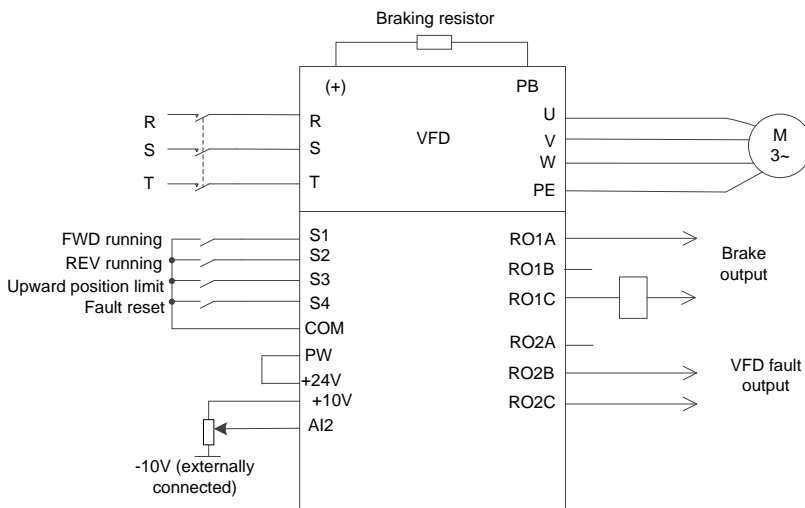 Braking resistor
(+)
PB
R
S
T
R
S
T
VFD
U
V
W
PE
M
3~
FWD running
REV running
Upward position limit
Fault reset
S1
S2
S3
S4
COM
PW
+24V
+10V
AI2
-10V (externally
connected)
RO1A
RO1B
RO1C
RO2A
RO2B
RO2C
Brake
output
VFD fault
output